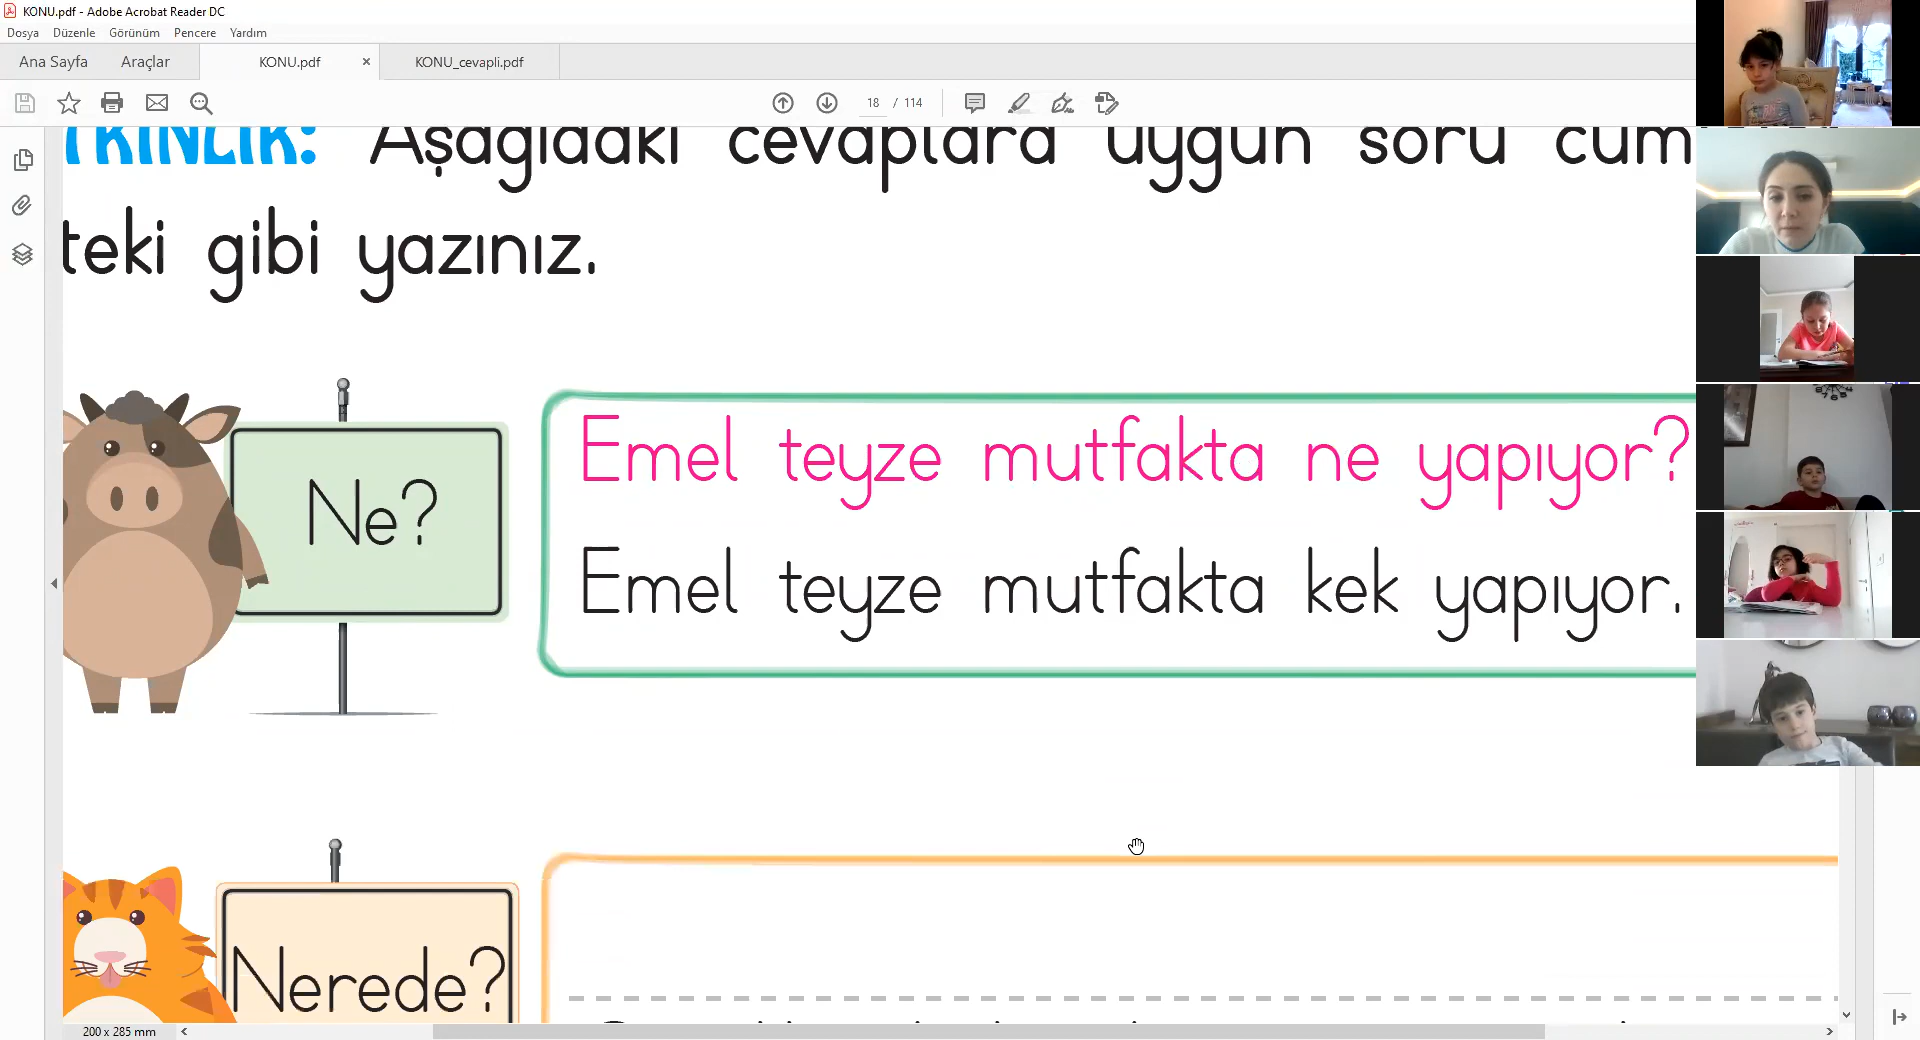 KONU.pdf - Adobe Acrobat Reader DC
Dosya Düzenle Görünüm Pencere Yardım
Ana Sayfa Araçlar KONU.pdf × KONU_cevapli.pdf
18 / 114
Aşağıdaki cevaplara uygun soru
teki gibi yazınız.
Ne?
Emel teyze mutfakta ne yapıyor?
Emel teyze mutfakta kek yapıyor.
Nerede?
200 x 285 mm